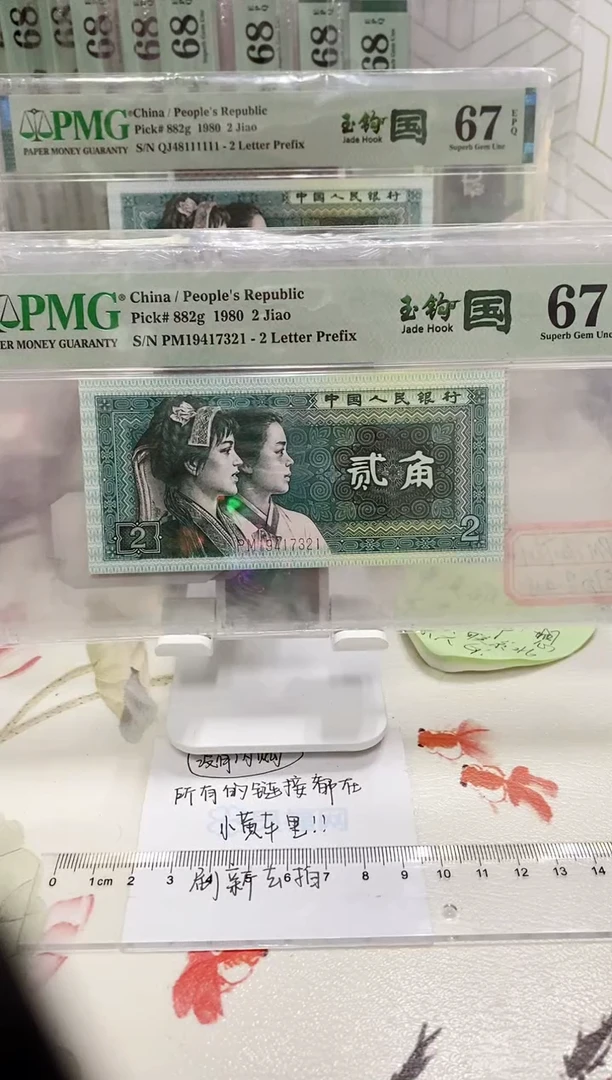 68 68 68 68 68 68 68
PMG
PAPER MONEY GUARANTY
China / People's Republic
Pick# 882g 1980 2 Jiao
S/N QJ48111111 - 2 Letter Prefix
玉钩国
Jade Hook
67 EPQ
Superb Gem Unc
中国人民银行
PMG®
ER MONEY GUARANTY
China / People's Republic
Pick# 882g 1980 2 Jiao
S/N PM19417321 - 2 Letter Prefix
玉钩国
Jade Hook
67
Superb Gem Unc
中国人民银行
贰角
2 PM19417321 2
所有的链接都在
小黄车里!!
0 1cm 2 3 4 5 6 7 8 9 10 11 12 13 14
刷新去拍